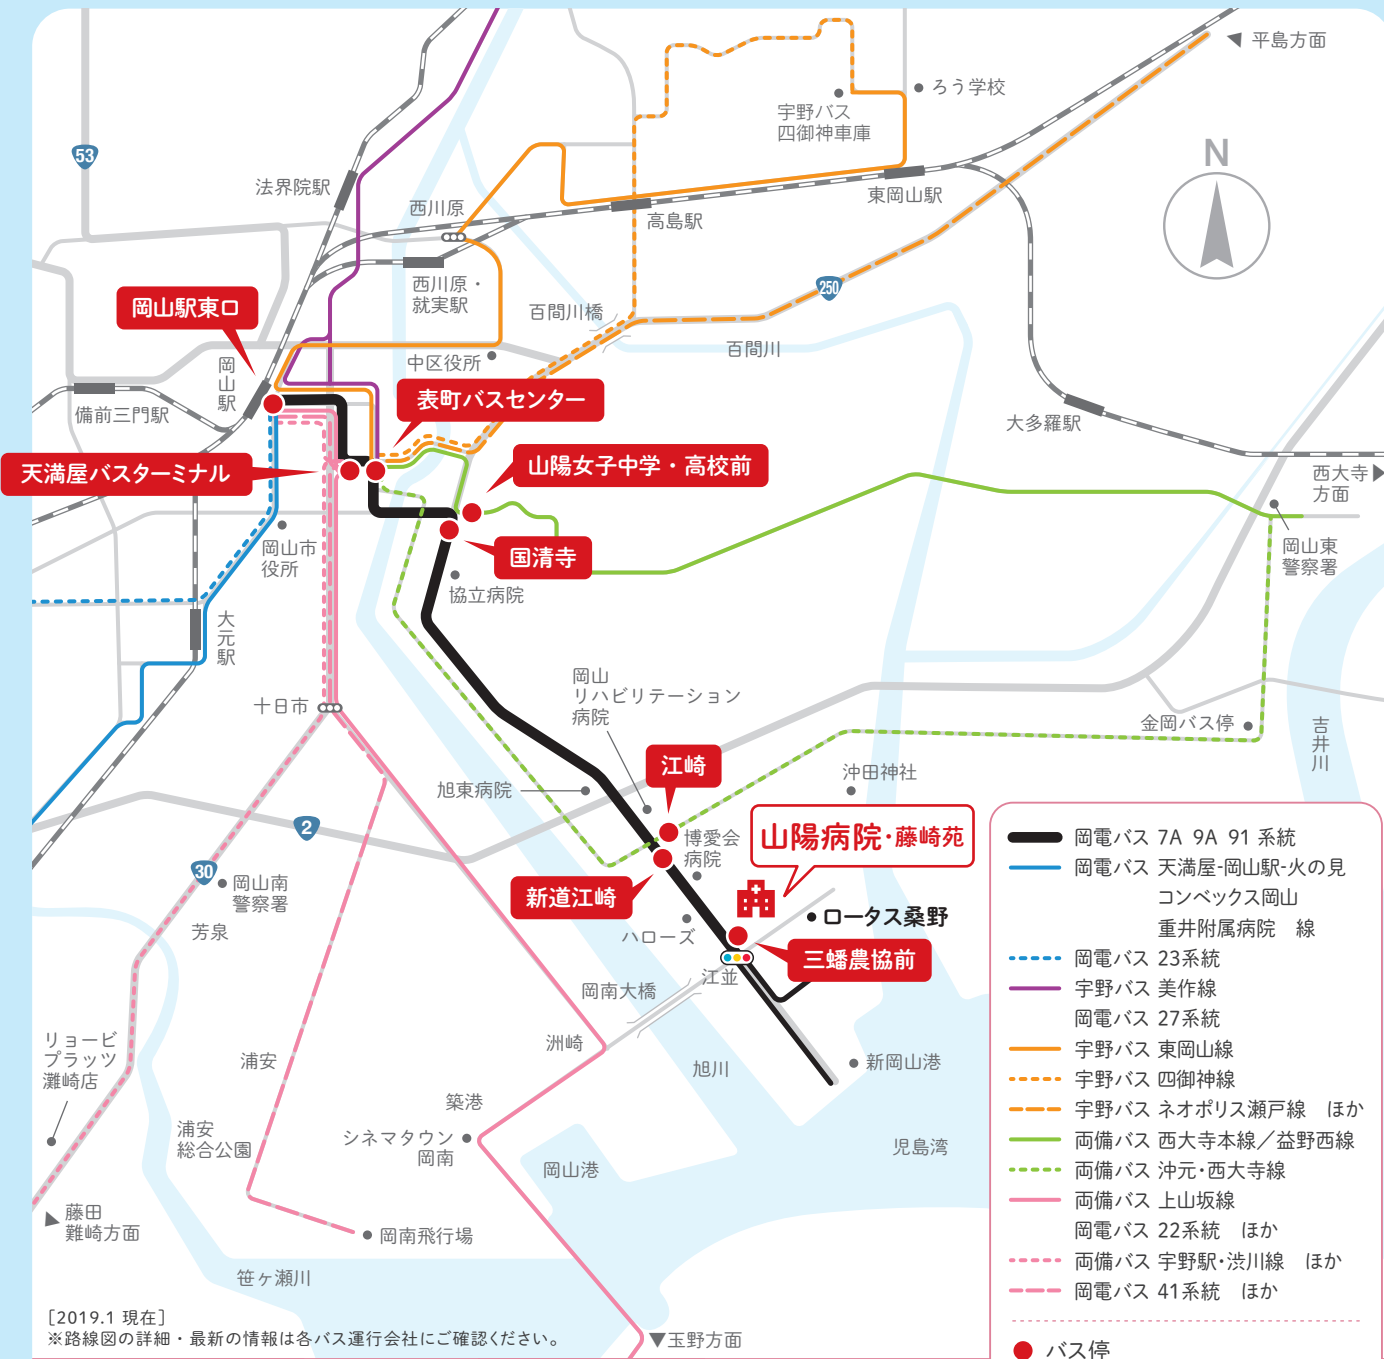 平島方面
ろう学校
宇野バス
四御神車庫
53
N
法界院駅
西川原
東岡山駅
高島駅
西川原・
就実駅
250
岡山駅東口
百間川橋
百間川
中区役所
岡山駅
表町バスセンター
備前三門駅
大多羅駅
天満屋バスターミナル
山陽女子中学・高校前
西大寺
方面
岡山市
役所
国清寺
岡山東
警察署
協立病院
大元駅
岡山
リハビリテーション
病院
十日市
金岡バス停
吉井川
江崎
沖田神社
旭東病院
2
山陽病院・藤崎苑
博愛会
病院
30
岡山南
警察署
新道江崎
芳泉
ロータス桑野
ハローズ
三蟠農協前
江並
岡南大橋
リョービ
プラッツ
灘崎店
浦安
洲崎
旭川
新岡山港
築港
浦安
総合公園
シネマタウン
岡南
岡山港
児島湾
藤田
難崎方面
岡南飛行場
笹ヶ瀬川
[2019.1 現在]
※路線図の詳細・最新の情報は各バス運行会社にご確認ください。
▼玉野方面
岡電バス 7A 9A 91 系統
岡電バス 天満屋-岡山駅-火の見
コンベックス岡山
重井附属病院 線
岡電バス 23系統
宇野バス 美作線
岡電バス 27系統
宇野バス 東岡山線
宇野バス 四御神線
宇野バス ネオポリス瀬戸線 ほか
両備バス 西大寺本線／益野西線
両備バス 沖元・西大寺線
両備バス 上山坂線
岡電バス 22系統 ほか
両備バス 宇野駅・渋川線 ほか
岡電バス 41系統 ほか
バス停